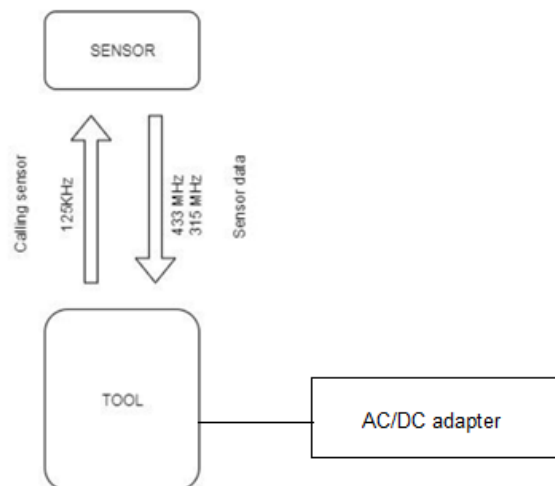 SENSOR
Calling sensor
125KHz
433 MHz
315 MHz
Sensor data
TOOL
AC/DC adapter